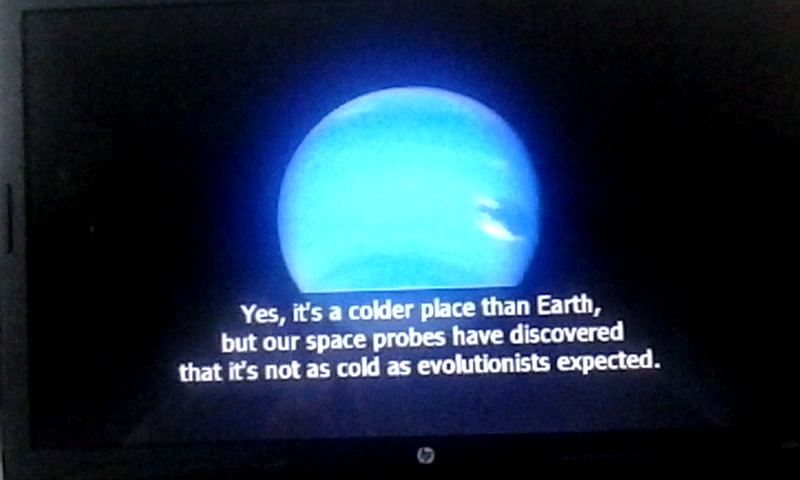 Yes, it's a colder place than Earth,
but our space probes have discovered
that it's not as cold as evolutionists expected.
hp